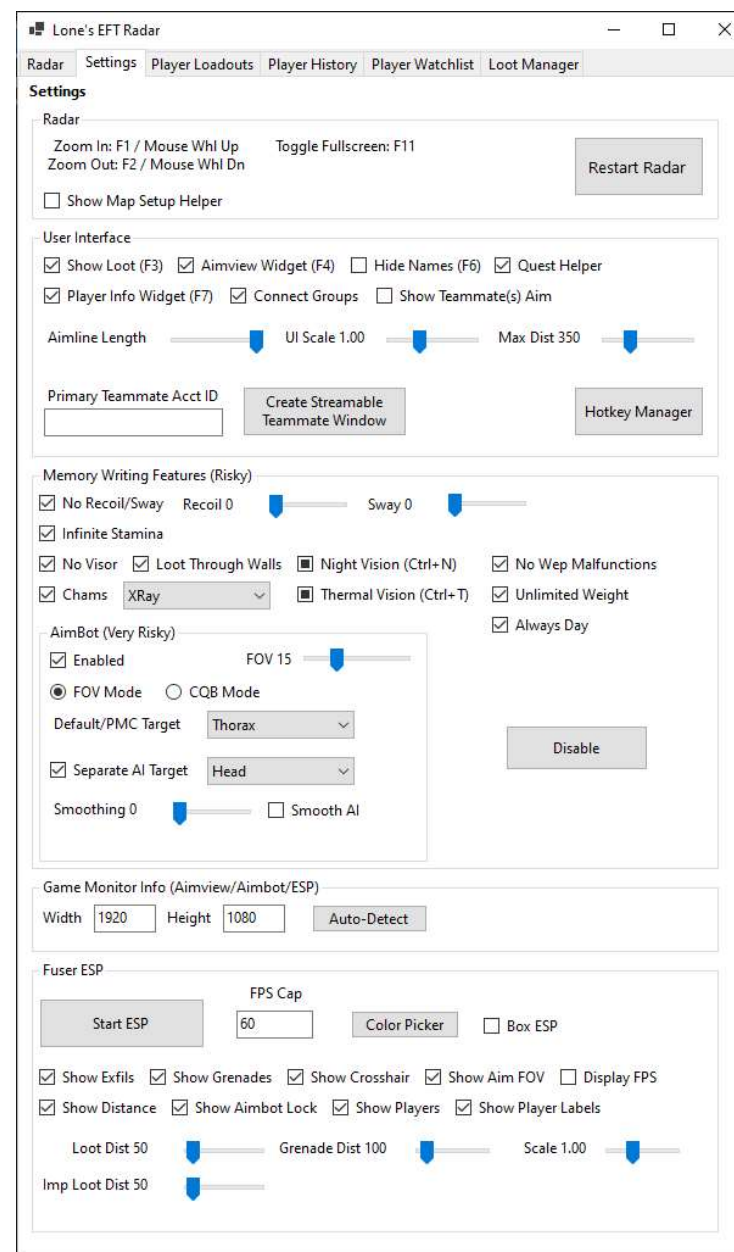 Lone's EFT Radar
Radar Settings Player Loadouts Player History Player Watchlist Loot Manager
Settings
Radar
Zoom In: F1 / Mouse Whl Up Toggle Fullscreen: F11
Zoom Out: F2 / Mouse Whl Dn
Restart Radar
Show Map Setup Helper
User Interface
Show Loot (F3) Aimview Widget (F4) Hide Names (F6) Quest Helper
Player Info Widget (F7) Connect Groups Show Teammate(s) Aim
Aimline Length UI Scale 1.00 Max Dist 350
Primary Teammate Acct ID
Create Streamable
Teammate Window
Hotkey Manager
Memory Writing Features (Risky)
No Recoil/Sway Recoil 0 Sway 0
Infinite Stamina
No Visor Loot Through Walls Night Vision (Ctrl+N) No Wep Malfunctions
Chams XRay Thermal Vision (Ctrl+T) Unlimited Weight
Always Day
AimBot (Very Risky)
Enabled FOV 15
FOV Mode CQB Mode
Default/PMC Target Thorax
Disable
Separate AI Target Head
Smoothing 0 Smooth AI
Game Monitor Info (Aimview/Aimbot/ESP)
Width 1920 Height 1080 Auto-Detect
Fuser ESP
FPS Cap
Start ESP 60 Color Picker Box ESP
Show Exfils Show Grenades Show Crosshair Show Aim FOV Display FPS
Show Distance Show Aimbot Lock Show Players Show Player Labels
Loot Dist 50 Grenade Dist 100 Scale 1.00
Imp Loot Dist 50